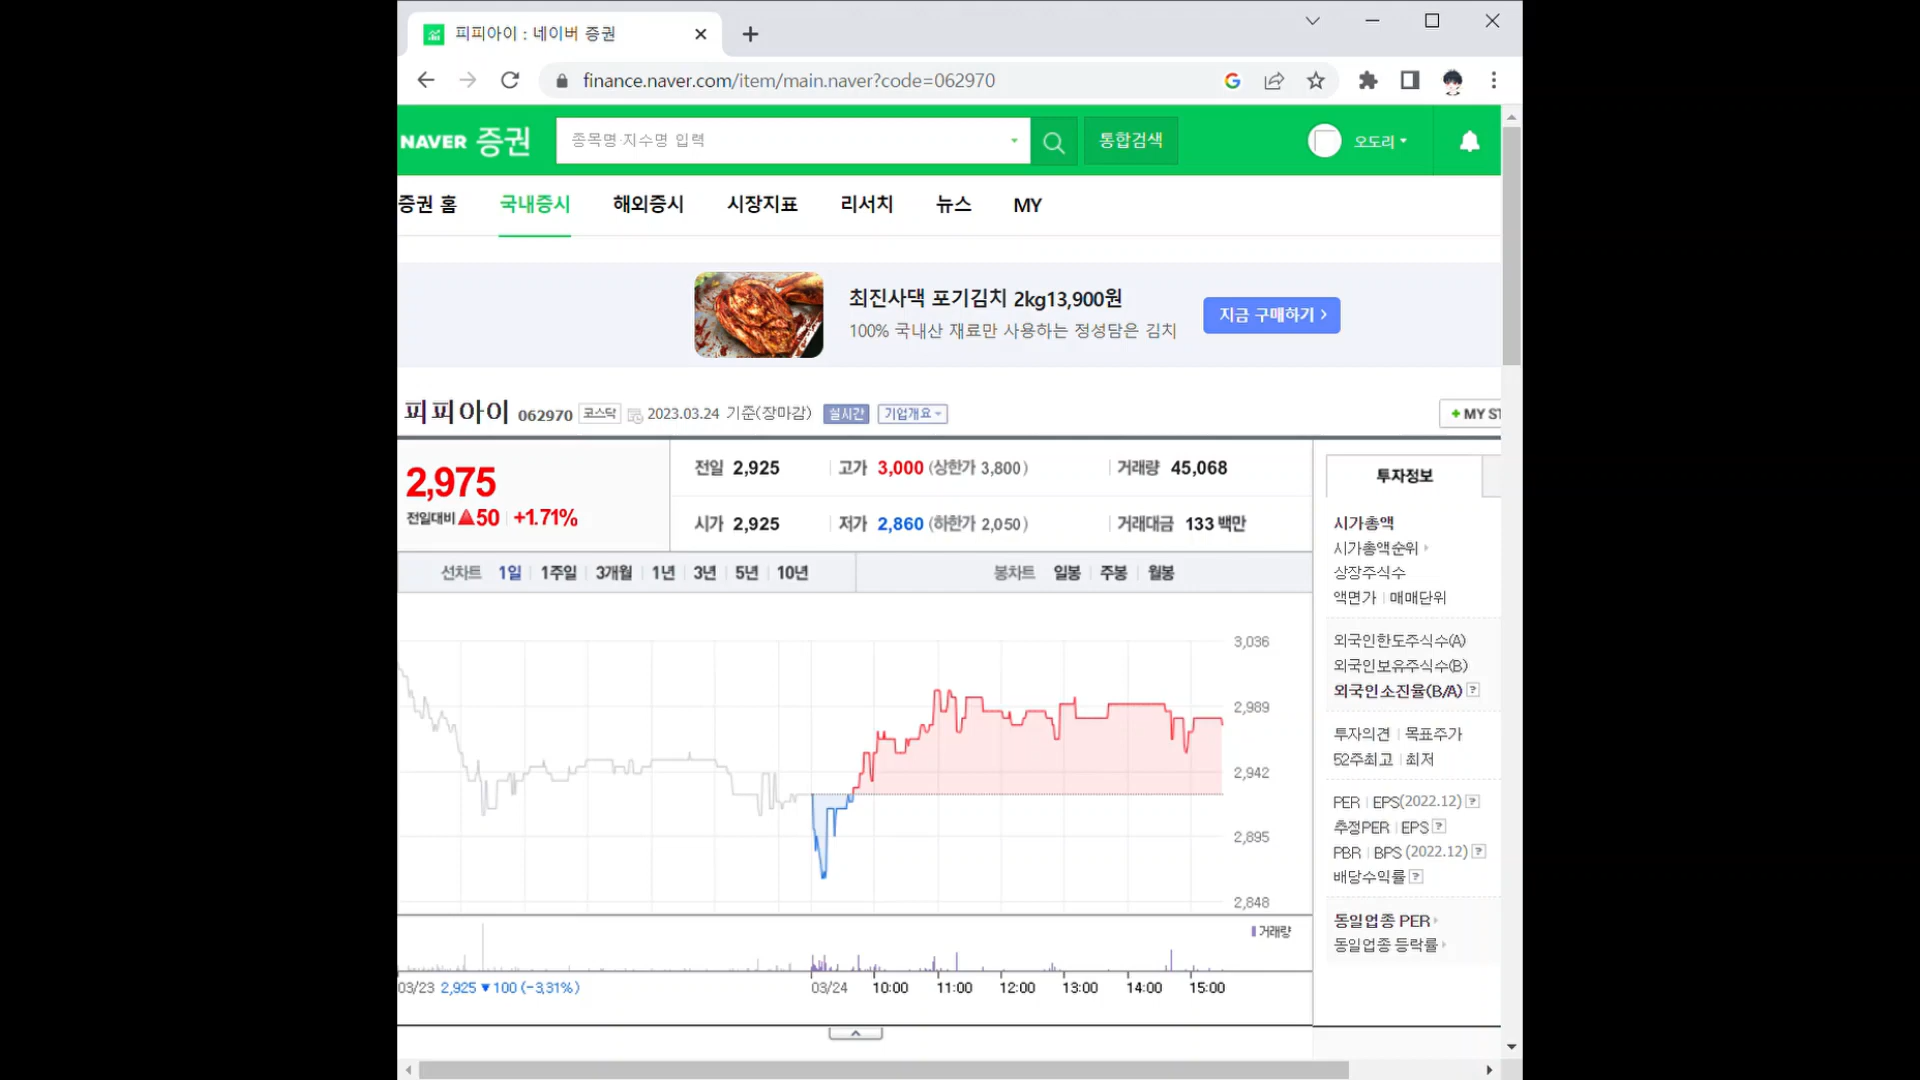 피피아이 : 네이버 증권
finance.naver.com/item/main.naver?code=062970
NAVER 증권 종목명·지수명 입력 통합검색 오도리
증권 홈 국내증시 해외증시 시장지표 리서치 뉴스 MY
최진사댁 포기김치 2kg13,900원
100% 국내산 재료만 사용하는 정성담은 김치
지금 구매하기 >
피피아이 062970 코스닥 2023.03.24 기준(장마감) 실시간 기업개요 + MY ST
2,975
전일대비 ▲50 +1.71%
전일 2,925 고가 3,000 (상한가 3,800) 거래량 45,068
시가 2,925 저가 2,860 (하한가 2,050) 거래대금 133 백만
선차트 1일 1주일 3개월 1년 3년 5년 10년 봉차트 일봉 주봉 월봉
3,036
2,989
2,942
2,895
2,848
거래량
03/23 2,925 ▼100 (-3.31%) 03/24 10:00 11:00 12:00 13:00 14:00 15:00
투자정보
시가총액
시가총액순위
상장주식수
액면가 매매단위
외국인한도주식수(A)
외국인보유주식수(B)
외국인소진율(B/A) ?
투자의견 목표주가
52주최고 최저
PER EPS(2022.12) ?
추정PER EPS ?
PBR BPS (2022.12) ?
배당수익률 ?
동일업종 PER
동일업종 등락률